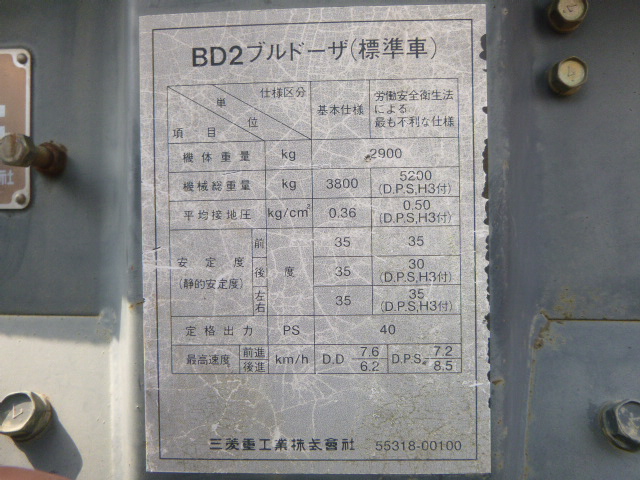 BD2ブルドーザ(標準車)
仕様区分 単位 項目 基本仕様 労働安全衛生法による最も不利な仕様
機体重量 kg 2900
機械総重量 kg 3800 5200 (D.P.S,H3付)
平均接地圧 kg/cm² 0.36 0.50 (D.P.S,H3付)
安定度 (静的安定度) 前 度 35 35
後 35 30 (D.P.S,H3付)
左右 35 35 (D.P.S,H3付)
定格出力 PS 40
最高速度 前進 km/h D.D 7.6 D.P.S. 7.2
後進 6.2 8.5
三菱重工業株式會社 55318-00100
社